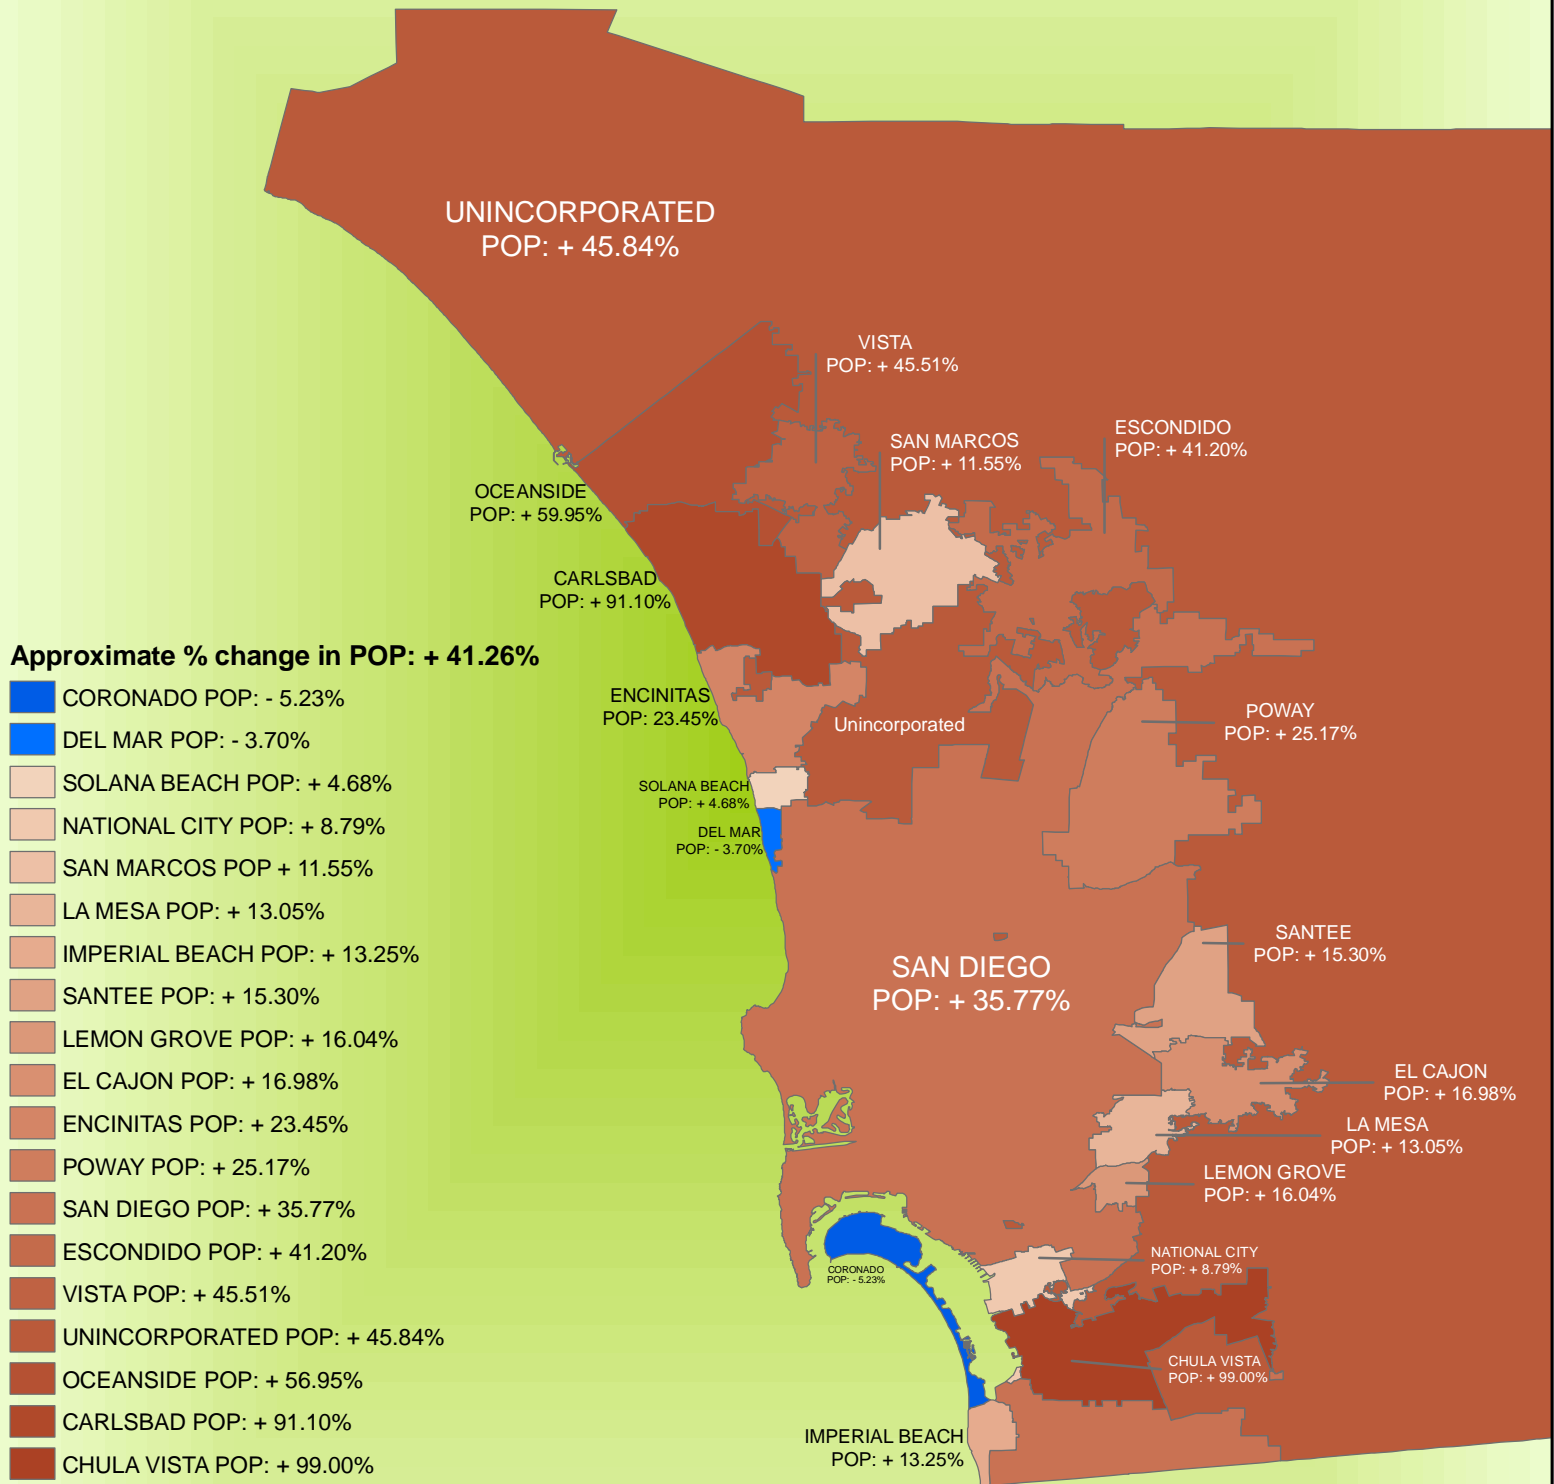 UNINCORPORATED
POP: + 45.84%
VISTA
POP: + 45.51%
SAN MARCOS
POP: + 11.55%
ESCONDIDO
POP: + 41.20%
OCEANSIDE
POP: + 59.95%
CARLSBAD
POP: + 91.10%
ENCINITAS
POP: 23.45%
Unincorporated
POWAY
POP: + 25.17%
SOLANA BEACH
POP: + 4.68%
DEL MAR
POP: - 3.70%
SANTEE
POP: + 15.30%
SAN DIEGO
POP: + 35.77%
EL CAJON
POP: + 16.98%
LA MESA
POP: + 13.05%
LEMON GROVE
POP: + 16.04%
NATIONAL CITY
POP: + 8.79%
CORONADO
POP: - 5.23%
CHULA VISTA
POP: + 99.00%
IMPERIAL BEACH
POP: + 13.25%
Approximate % change in POP: + 41.26%
CORONADO POP: - 5.23%
DEL MAR POP: - 3.70%
SOLANA BEACH POP: + 4.68%
NATIONAL CITY POP: + 8.79%
SAN MARCOS POP + 11.55%
LA MESA POP: + 13.05%
IMPERIAL BEACH POP: + 13.25%
SANTEE POP: + 15.30%
LEMON GROVE POP: + 16.04%
EL CAJON POP: + 16.98%
ENCINITAS POP: + 23.45%
POWAY POP: + 25.17%
SAN DIEGO POP: + 35.77%
ESCONDIDO POP: + 41.20%
VISTA POP: + 45.51%
UNINCORPORATED POP: + 45.84%
OCEANSIDE POP: + 56.95%
CARLSBAD POP: + 91.10%
CHULA VISTA POP: + 99.00%